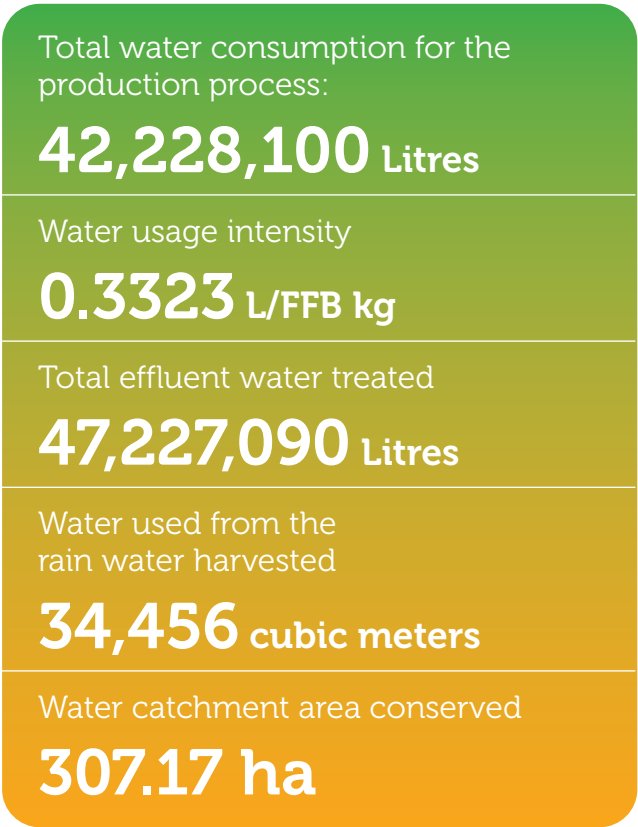 Total water consumption for the
production process:
42,228,100 Litres
Water usage intensity
0.3323 L/FFB kg
Total effluent water treated
47,227,090 Litres
Water used from the
rain water harvested
34,456 cubic meters
Water catchment area conserved
307.17 ha